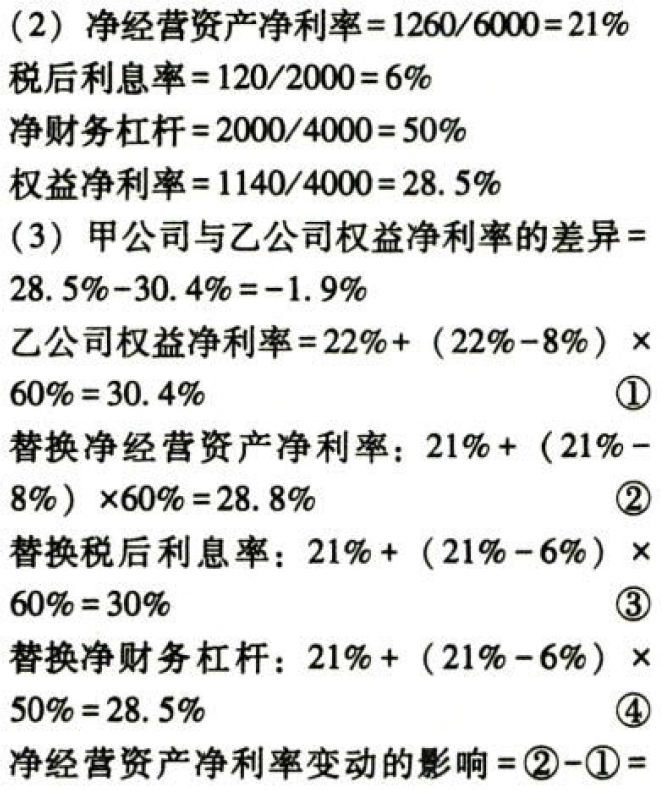 （2）净经营资产净利率=1260/6000=21%
税后利息率=120/2000=6%
净财务杠杆=2000/4000=50%
权益净利率=1140/4000=28.5%
（3）甲公司与乙公司权益净利率的差异=
28.5%-30.4%=-1.9%
乙公司权益净利率=22%+（22%-8%）×
60%=30.4% ①
替换净经营资产净利率：21%+（21%-
8%）×60%=28.8% ②
替换税后利息率：21%+（21%-6%）×
60%=30% ③
替换净财务杠杆：21%+（21%-6%）×
50%=28.5% ④
净经营资产净利率变动的影响=②-①=